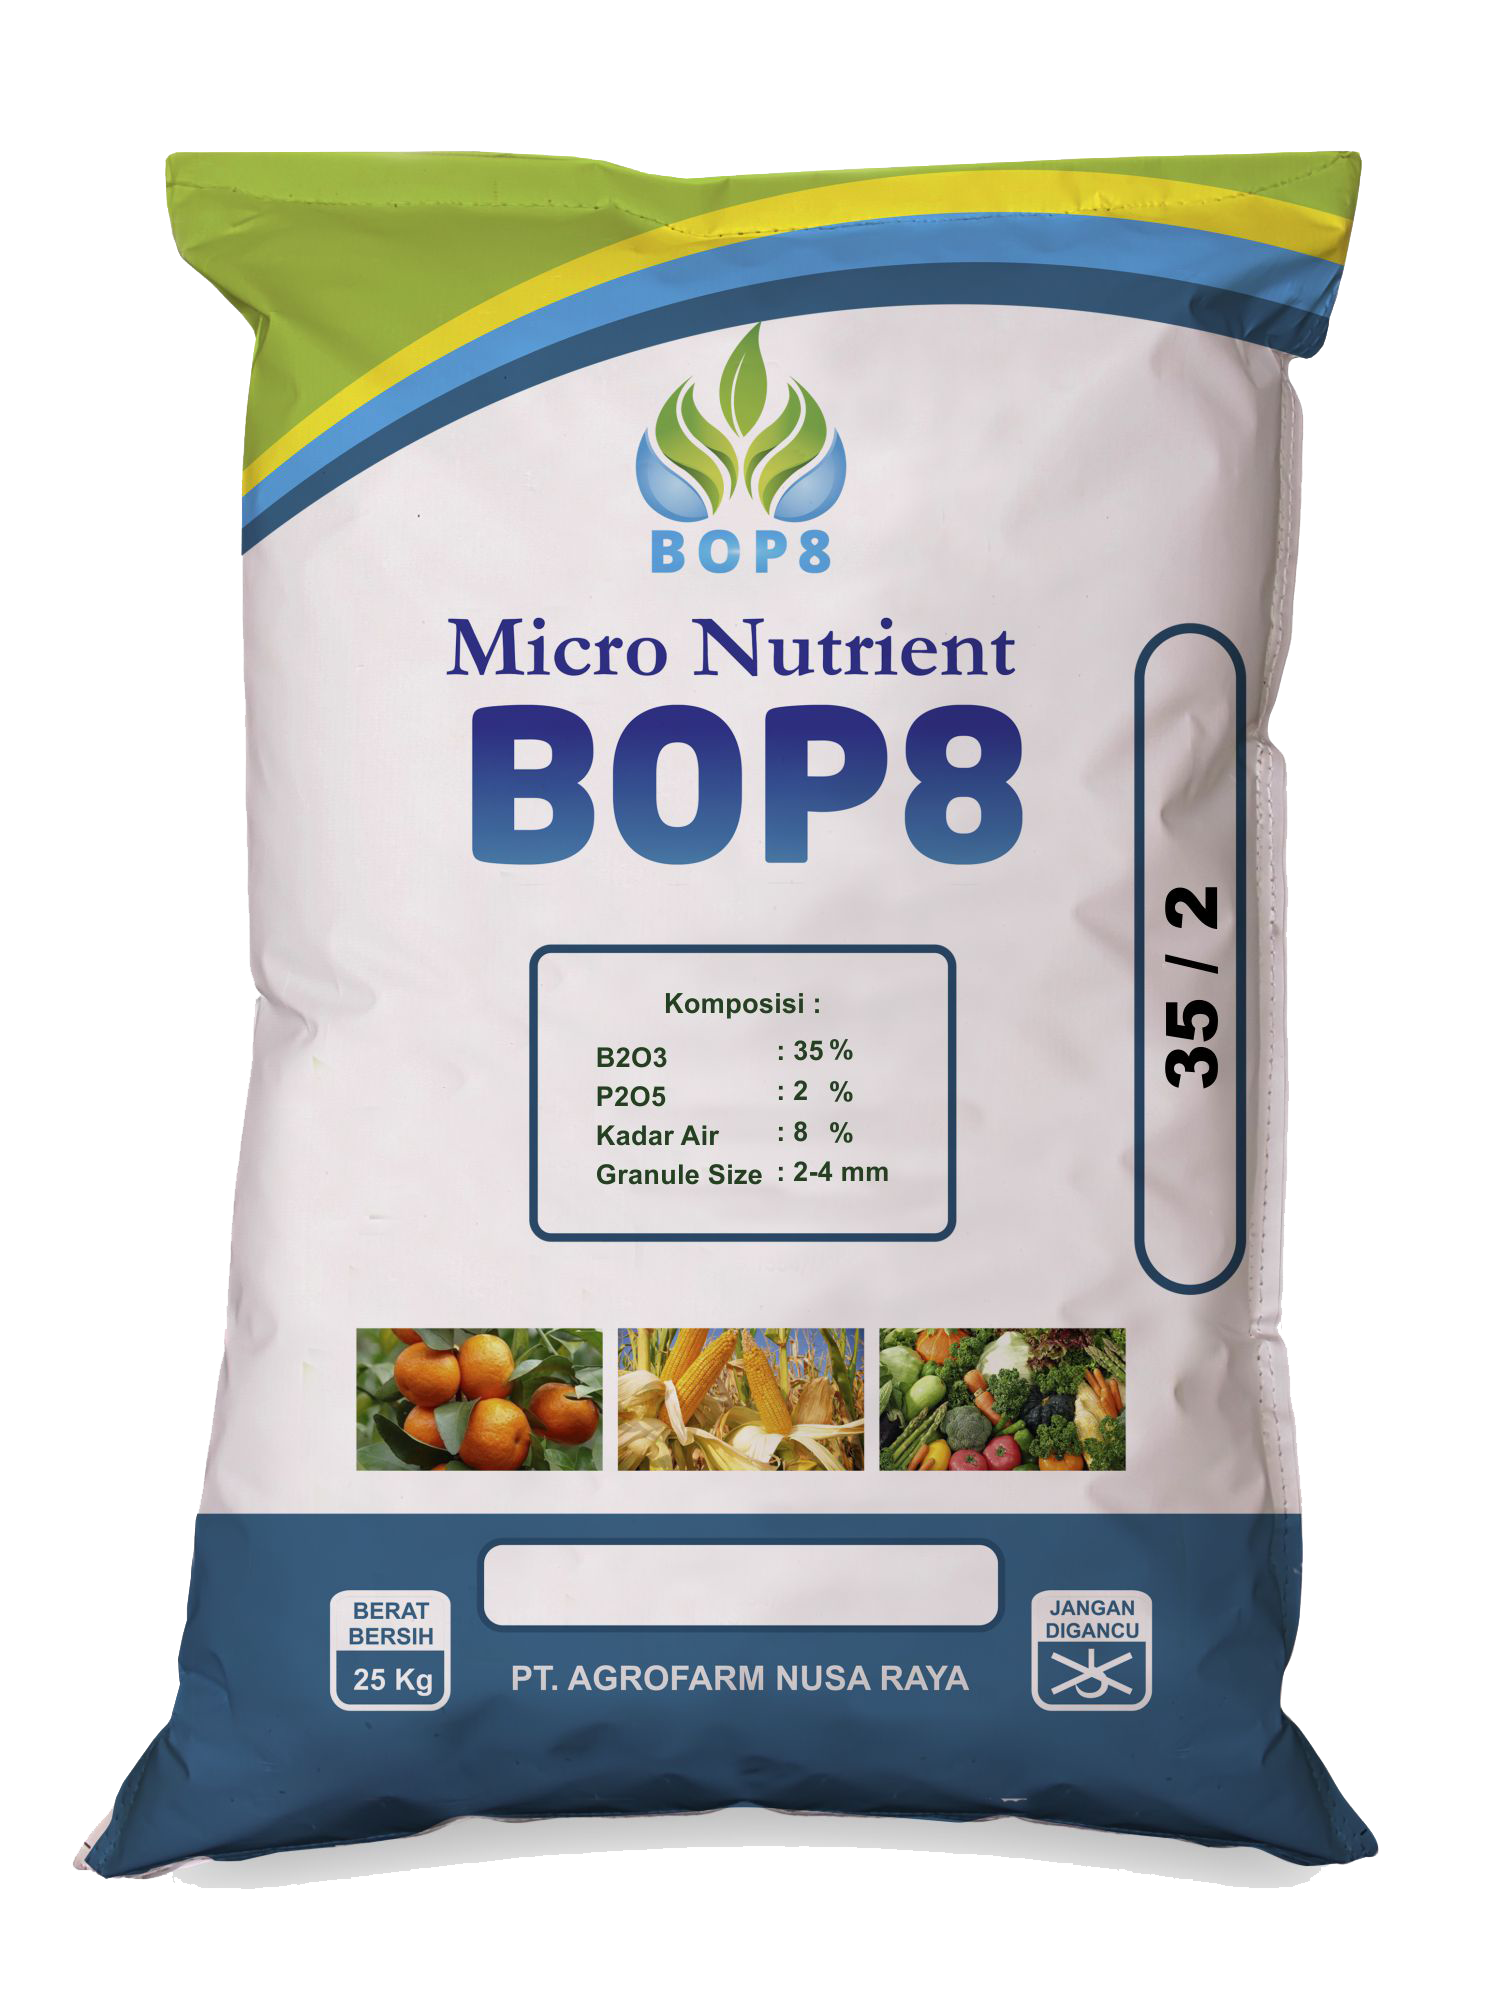 BOP8
Micro Nutrient
BOP8
35 / 2
Komposisi :
B2O3 : 35 %
P2O5 : 2 %
Kadar Air : 8 %
Granule Size : 2-4 mm
BERAT
BERSIH
25 Kg
PT. AGROFARM NUSA RAYA
JANGAN
DIGANCU